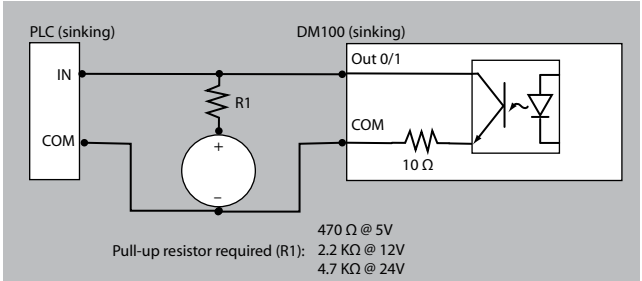 PLC (sinking)
DM100 (sinking)
IN
Out 0/1
R1
COM
COM
+
10 Ω
–
Pull-up resistor required (R1):
470 Ω @ 5V
2.2 KΩ @ 12V
4.7 KΩ @ 24V